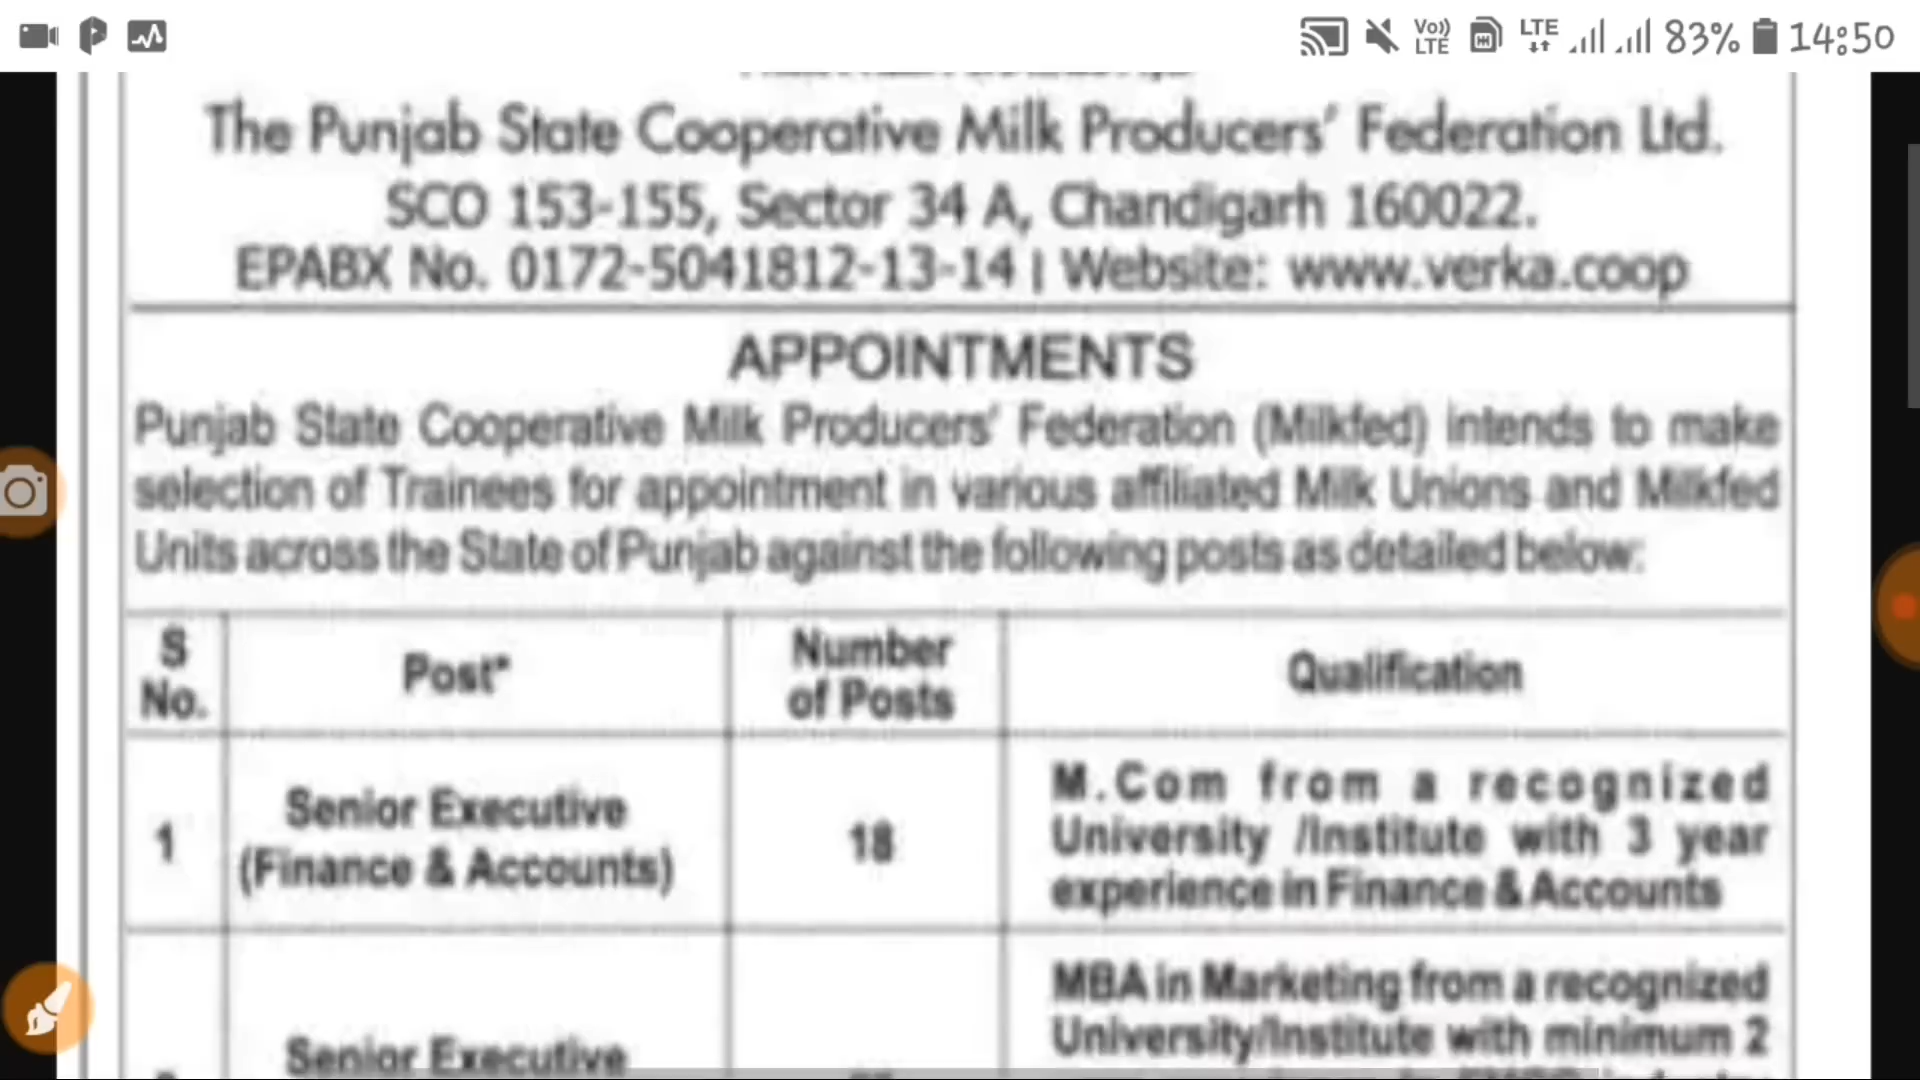 Vo))
LTE
LTE
83%
14:50
The Punjab State Cooperative Milk Producers' Federation Ltd.
SCO 153-155, Sector 34 A, Chandigarh 160022.
EPABX No. 0172-5041812-13-14 | Website: www.verka.coop
APPOINTMENTS
Punjab State Cooperative Milk Producers' Federation (Milkfed) intends to make
selection of Trainees for appointment in various affiliated Milk Unions and Milkfed
Units across the State of Punjab against the following posts as detailed below:
S
No.
Post*
Number
of Posts
Qualification
1
Senior Executive
(Finance & Accounts)
18
M.Com from a recognized
University /Institute with 3 year
experience in Finance & Accounts
Senior Executive
MBA in Marketing from a recognized
University/Institute with minimum 2